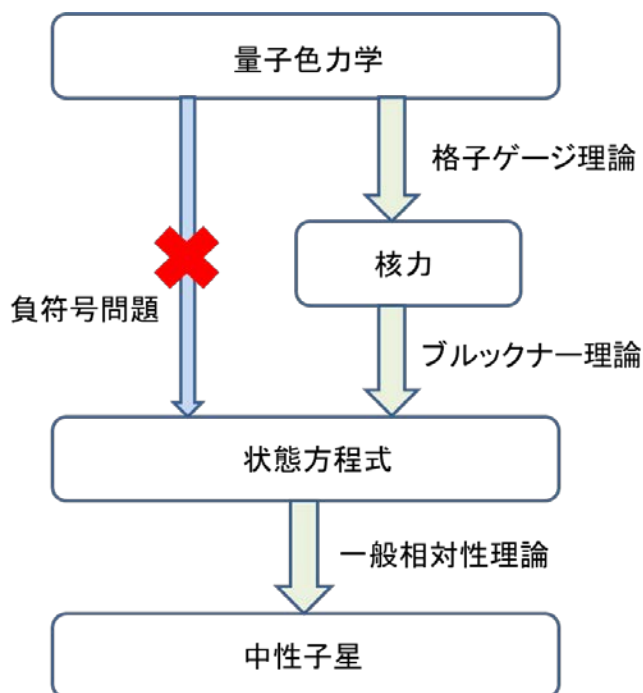 量子色力学
格子ゲージ理論
核力
負符号問題
ブルックナー理論
状態方程式
一般相対性理論
中性子星